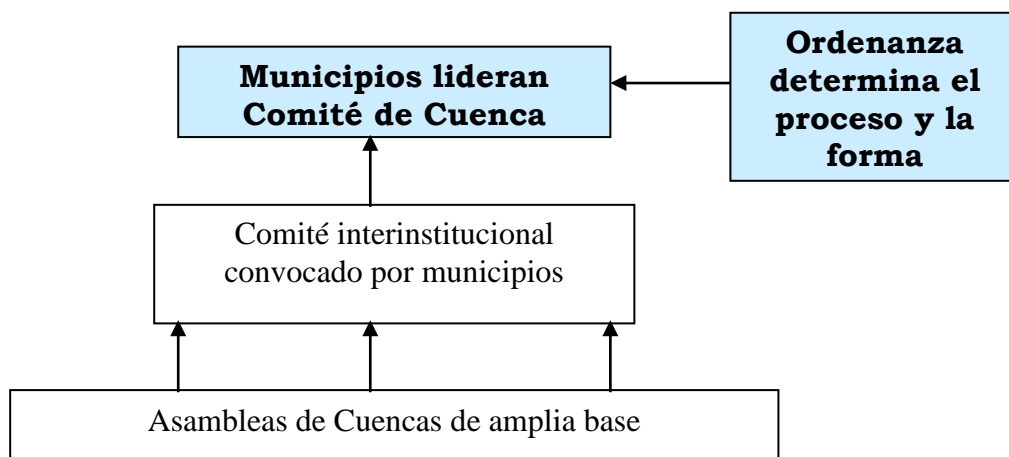 Municipios lideran
Comité de Cuenca
Ordenanza
determina el
proceso y la
forma
Comité interinstitucional
convocado por municipios
Asambleas de Cuencas de amplia base